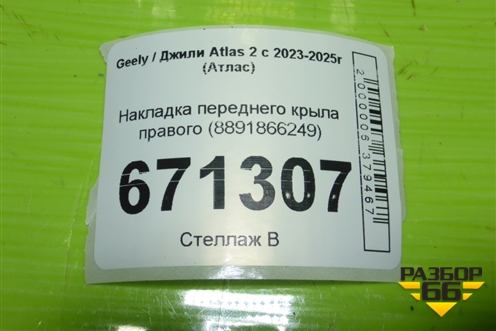 Geely / Джили Atlas 2 с 2023-2025г
(Атлас)
Накладка переднего крыла
правого (8891866249)
671307
Стеллаж В
2000006379467
РАЗБОР
66